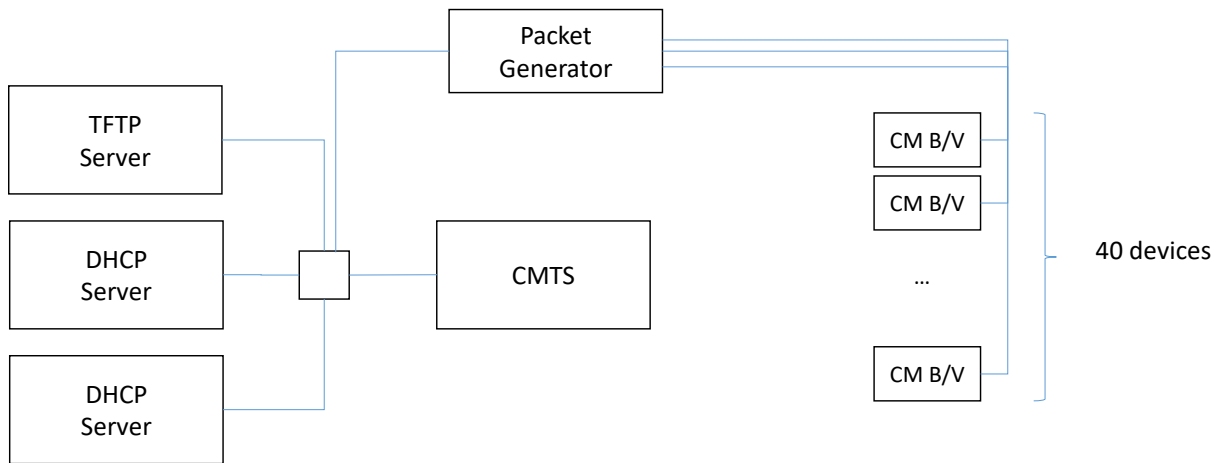 Packet
Generator
TFTP
Server
CM B/V
CM B/V
DHCP
Server
CMTS
40 devices
...
CM B/V
DHCP
Server